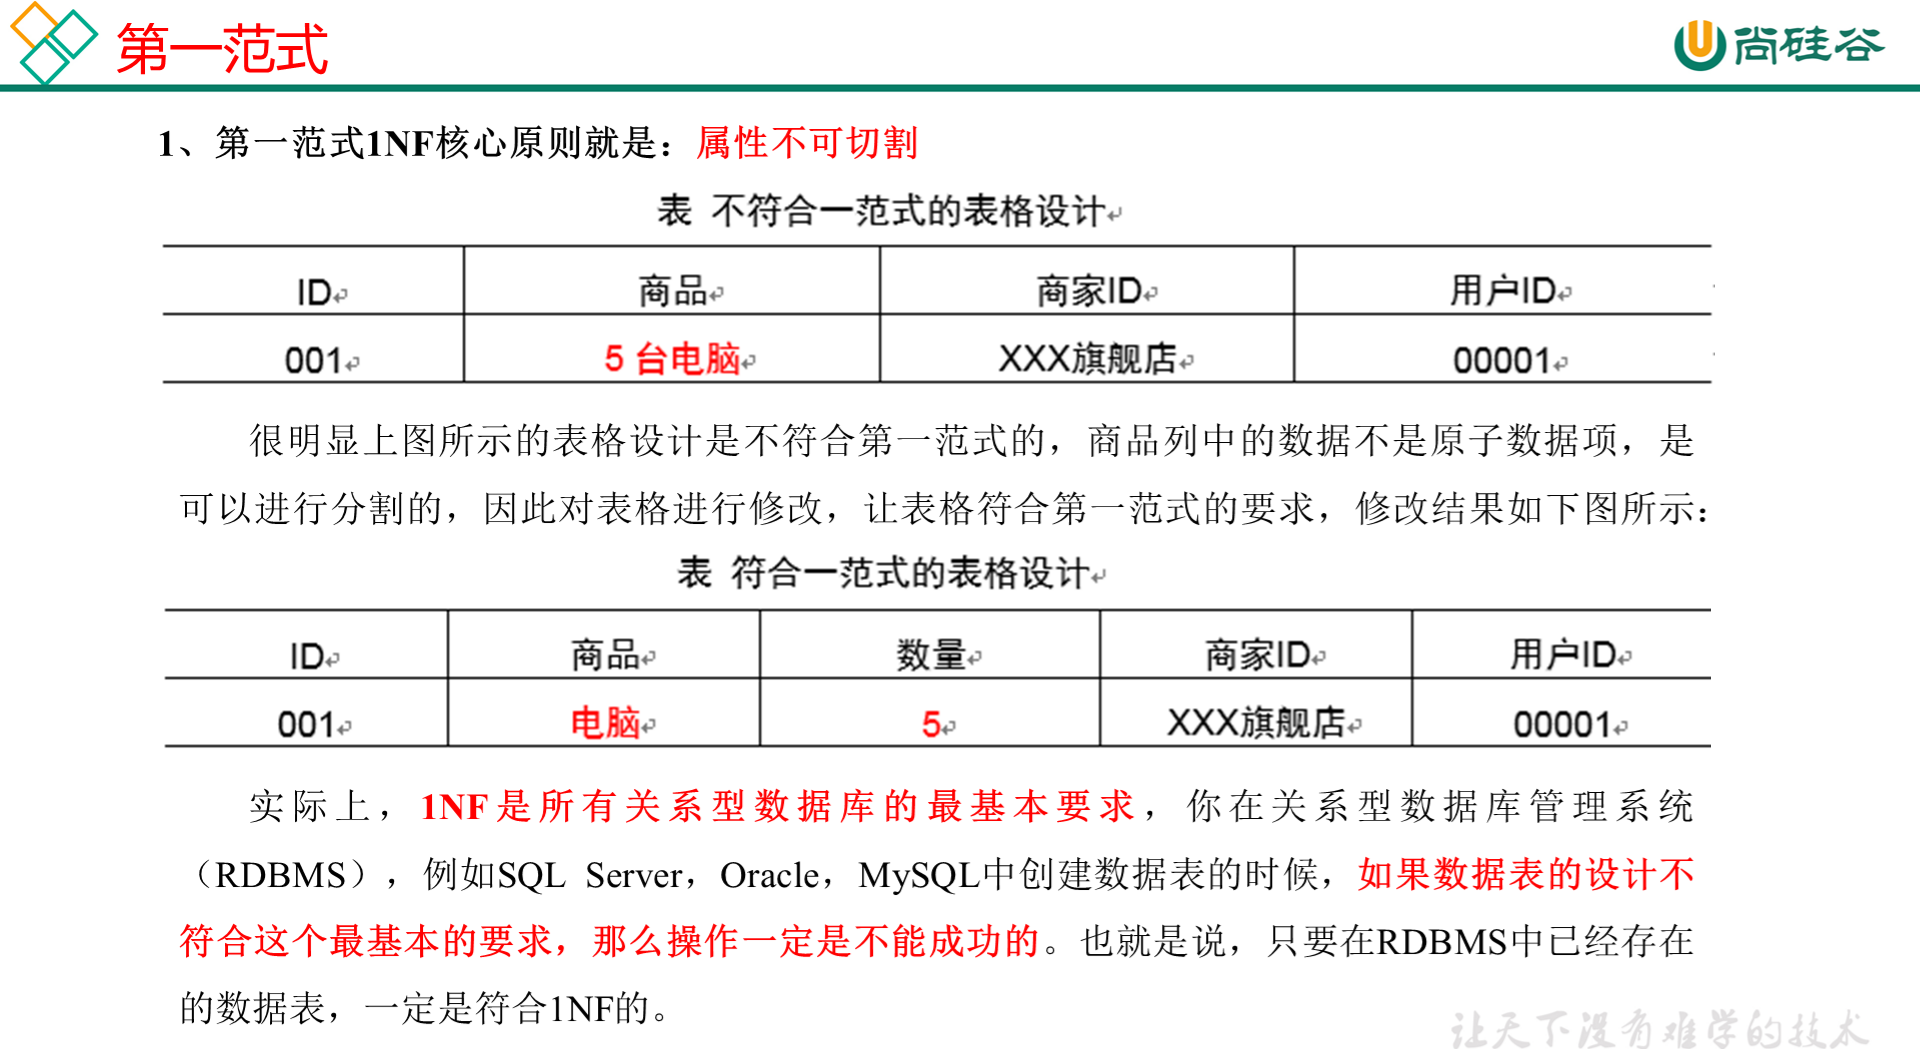 第一范式
尚硅谷
1、第一范式1NF核心原则就是：属性不可切割
表 不符合一范式的表格设计
ID 商品 商家ID 用户ID
001 5 台电脑 XXX旗舰店 00001
很明显上图所示的表格设计是不符合第一范式的，商品列中的数据不是原子数据项，是
可以进行分割的，因此对表格进行修改，让表格符合第一范式的要求，修改结果如下图所示：
表 符合一范式的表格设计
ID 商品 数量 商家ID 用户ID
001 电脑 5 XXX旗舰店 00001
实际上，1NF是所有关系型数据库的最基本要求，你在关系型数据库管理系统
（RDBMS），例如SQL Server，Oracle，MySQL中创建数据表的时候，如果数据表的设计不
符合这个最基本的要求，那么操作一定是不能成功的。也就是说，只要在RDBMS中已经存在
的数据表，一定是符合1NF的。
让天下没有难学的技术